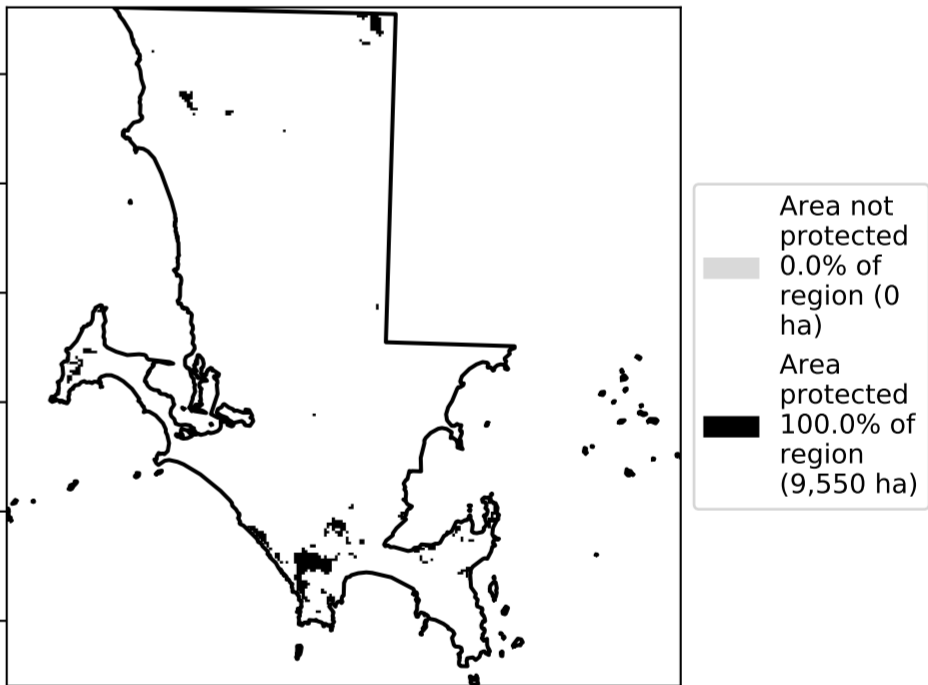 Area not
protected
0.0% of
region (0
ha)
Area
protected
100.0% of
region
(9,550 ha)